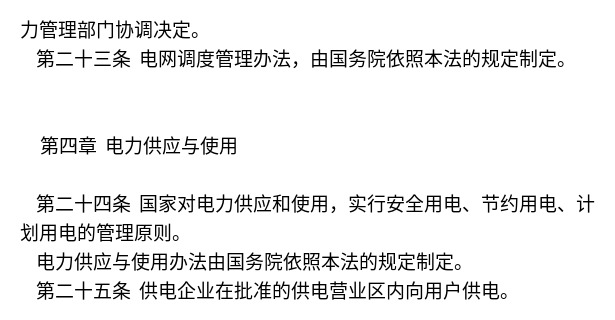 力管理部门协调决定。
第二十三条 电网调度管理办法，由国务院依照本法的规定制定。
第四章 电力供应与使用
第二十四条 国家对电力供应和使用，实行安全用电、节约用电、计
划用电的管理原则。
电力供应与使用办法由国务院依照本法的规定制定。
第二十五条 供电企业在批准的供电营业区内向用户供电。